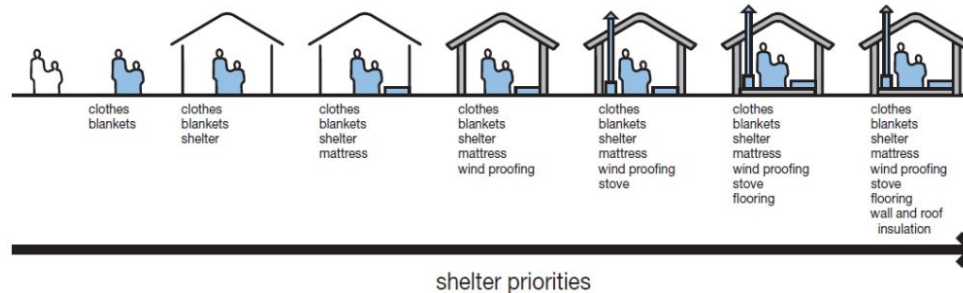 clothes
blankets
clothes
blankets
shelter
clothes
blankets
shelter
mattress
clothes
blankets
shelter
mattress
wind proofing
clothes
blankets
shelter
mattress
wind proofing
stove
clothes
blankets
shelter
mattress
wind proofing
stove
flooring
clothes
blankets
shelter
mattress
wind proofing
stove
flooring
wall and roof
insulation
shelter priorities